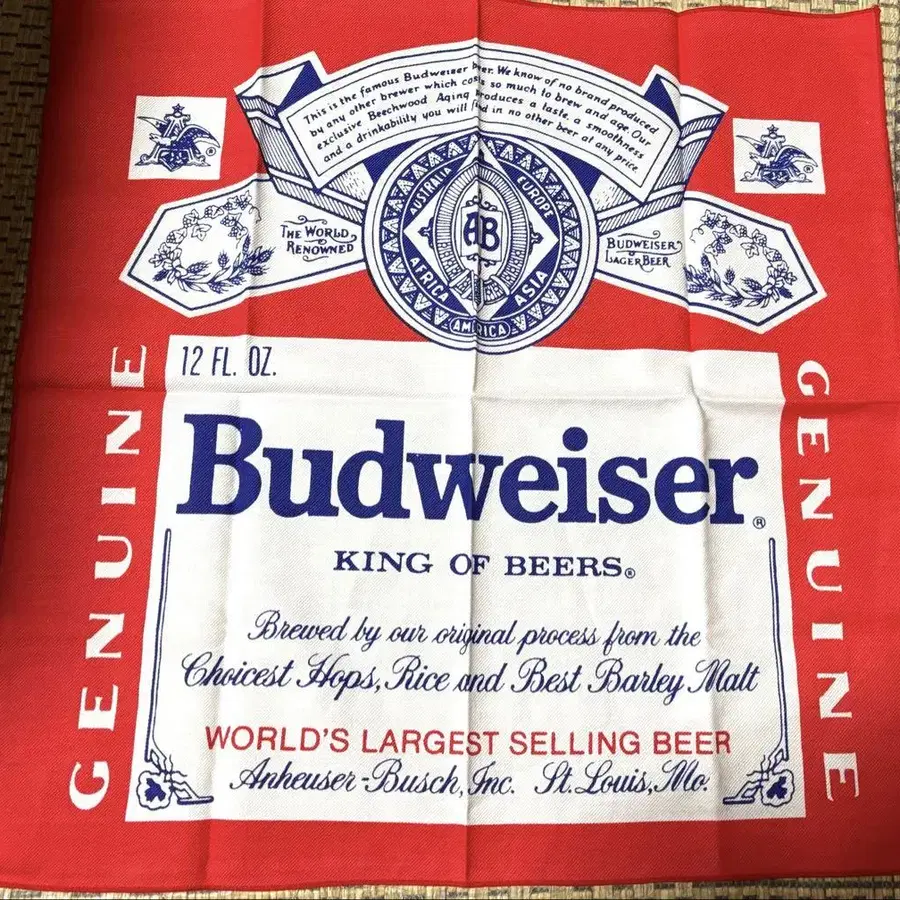 This is the famous Budweiser beer. We know of no brand produced
by any other brewer which costs so much to brew and age. Our
exclusive Beechwood Aging produces a taste, a smoothness
and a drinkability you will find in no other beer at any price.
THE WORLD
RENOWNED
BUDWEISER
LAGER BEER
AUSTRALIA
EUROPE
AB
AFRICA
ASIA
AMERICA
12 FL. OZ.
GENUINE
GENUINE
Budweiser®
KING OF BEERS®
Brewed by our original process from the
Choicest Hops, Rice and Best Barley Malt
WORLD'S LARGEST SELLING BEER
Anheuser-Busch, Inc. St. Louis, Mo.